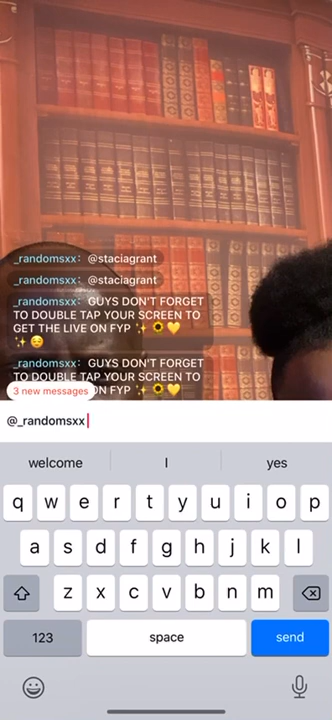 _randomsxx: @staciagrant
_randomsxx: @staciagrant
_randomsxx: GUYS DON'T FORGET
TO DOUBLE TAP YOUR SCREEN TO
GET THE LIVE ON FYP ✨ 🌻 💛
✨ 😌
_randomsxx: GUYS DON'T FORGET
TO DOUBLE TAP YOUR SCREEN TO
ON FYP ✨ 🌻 💛
3 new messages
@_randomsxx
welcome I yes
q w e r t y u i o p
a s d f g h j k l
z x c v b n m
123 space send